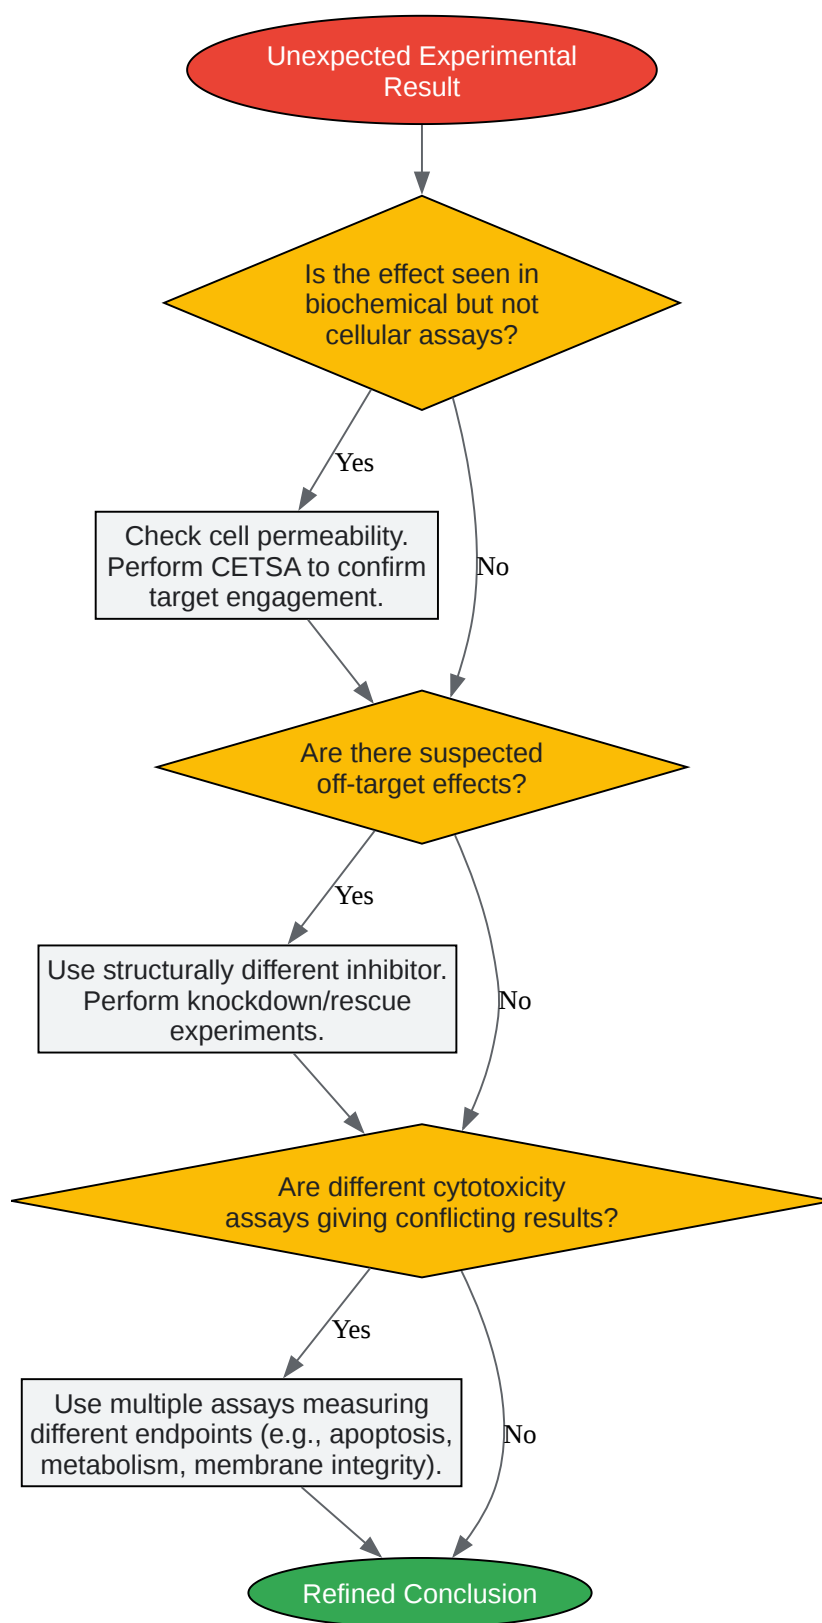 Unexpected Experimental
Result
Is the effect seen in
biochemical but not
cellular assays?
Yes
Check cell permeability.
Perform CETSA to confirm
target engagement.
No
Are there suspected
off-target effects?
Yes
Use structurally different inhibitor.
Perform knockdown/rescue
experiments.
No
Are different cytotoxicity
assays giving conflicting results?
Yes
Use multiple assays measuring
different endpoints (e.g., apoptosis,
metabolism, membrane integrity).
No
Refined Conclusion